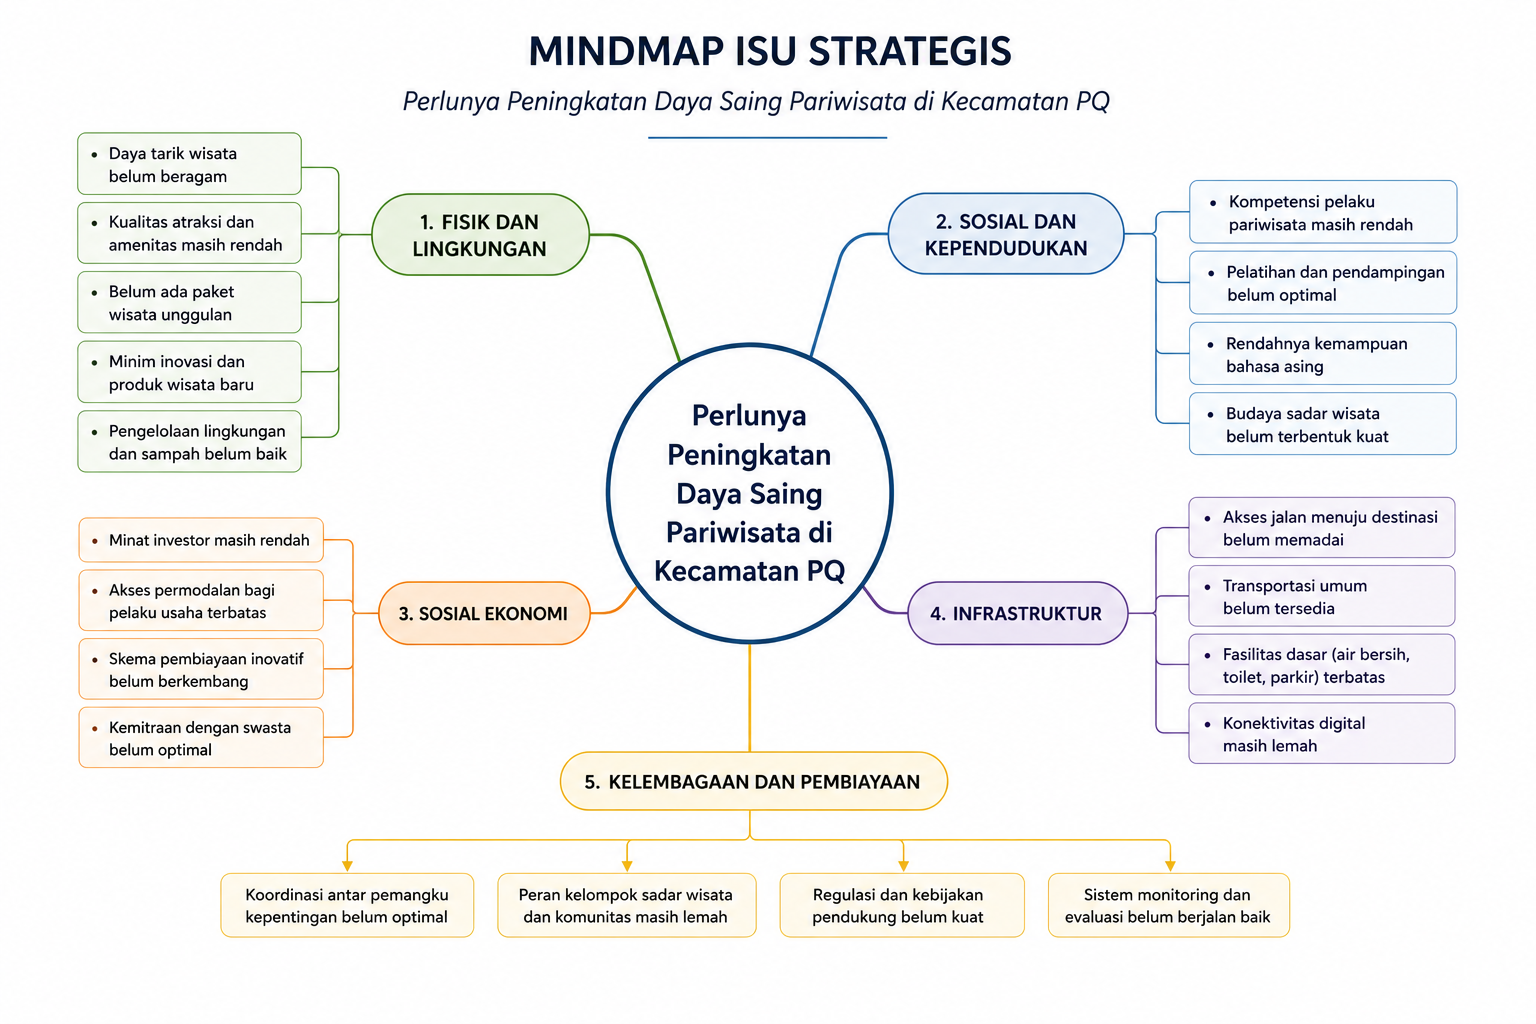 MINDMAP ISU STRATEGIS
Perlunya Peningkatan Daya Saing Pariwisata di Kecamatan PQ
1. FISIK DAN
LINGKUNGAN
• Daya tarik wisata
belum beragam
• Kualitas atraksi dan
amenitas masih rendah
• Belum ada paket
wisata unggulan
• Minim inovasi dan
produk wisata baru
• Pengelolaan lingkungan
dan sampah belum baik
2. SOSIAL DAN
KEPENDUDUKAN
• Kompetensi pelaku
pariwisata masih rendah
• Pelatihan dan pendampingan
belum optimal
• Rendahnya kemampuan
bahasa asing
• Budaya sadar wisata
belum terbentuk kuat
Perlunya
Peningkatan
Daya Saing
Pariwisata di
Kecamatan PQ
3. SOSIAL EKONOMI
• Minat investor masih rendah
• Akses permodalan bagi
pelaku usaha terbatas
• Skema pembiayaan inovatif
belum berkembang
• Kemitraan dengan swasta
belum optimal
4. INFRASTRUKTUR
• Akses jalan menuju destinasi
belum memadai
• Transportasi umum
belum tersedia
• Fasilitas dasar (air bersih,
toilet, parkir) terbatas
• Konektivitas digital
masih lemah
5. KELEMBAGAAN DAN PEMBIAYAAN
Koordinasi antar pemangku
kepentingan belum optimal
Peran kelompok sadar wisata
dan komunitas masih lemah
Regulasi dan kebijakan
pendukung belum kuat
Sistem monitoring dan
evaluasi belum berjalan baik